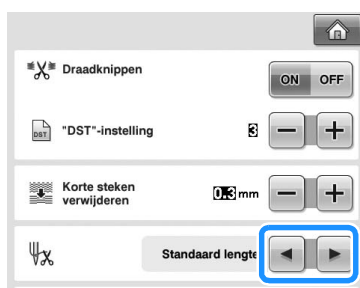 Draadknippen
ON OFF
DST
"DST"-instelling
3
Korte steken
verwijderen
0.3 mm
Standaard lengte